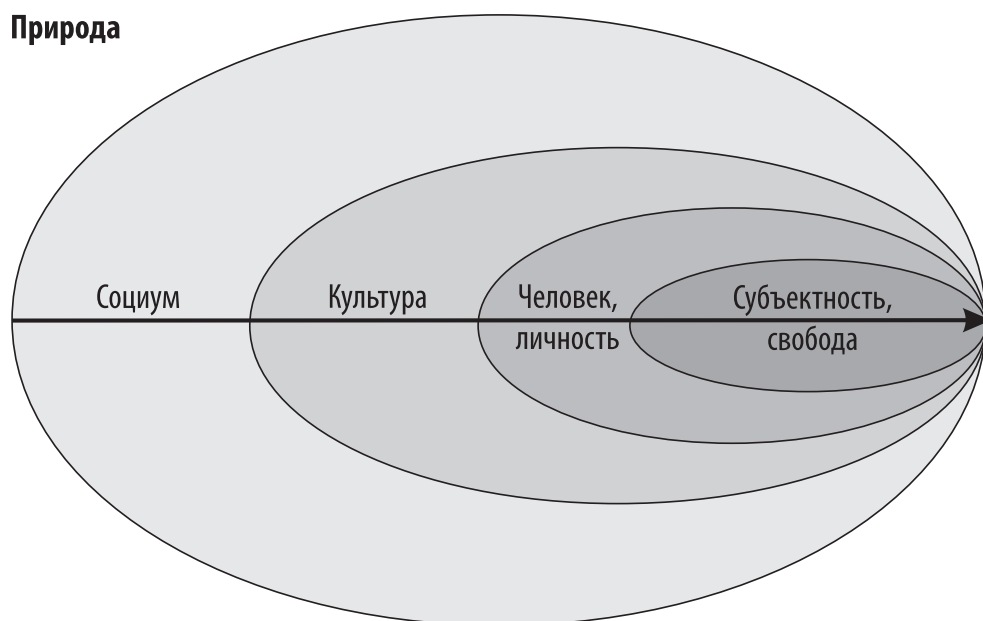 Природа
Социум
Культура
Человек,
личность
Субъектность,
свобода